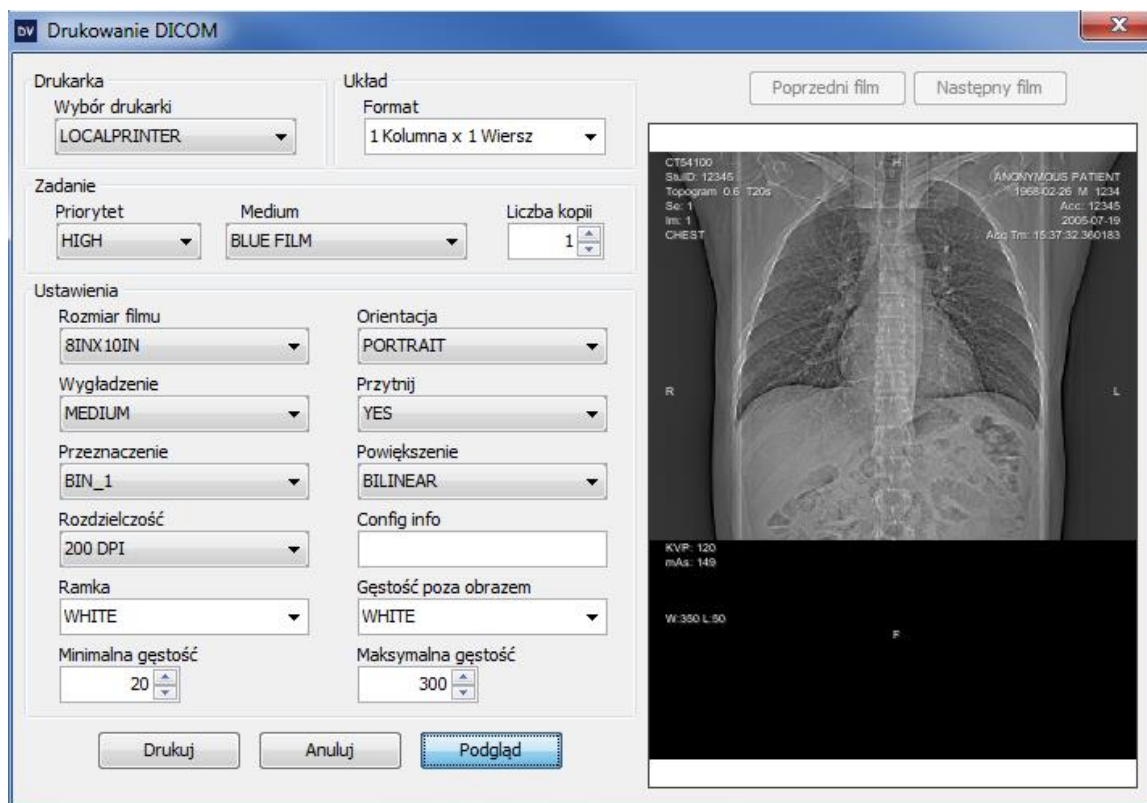 DV Drukowanie DICOM
Drukarka
Wybór drukarki
LOCALPRINTER
Układ
Format
1 Kolumna x 1 Wiersz
Zadanie
Priorytet
HIGH
Medium
BLUE FILM
Liczba kopii
1
Ustawienia
Rozmiar filmu
8INX10IN
Orientacja
PORTRAIT
Wygładzenie
MEDIUM
Przytnij
YES
Przeznaczenie
BIN_1
Powiększenie
BILINEAR
Rozdzielczość
200 DPI
Config info
Ramka
WHITE
Gęstość poza obrazem
WHITE
Minimalna gęstość
20
Maksymalna gęstość
300
Drukuj
Anuluj
Podgląd
Poprzedni film
Następny film
CT54100
StuID: 12345
Topogram 0.6 T20s
Se: 1
Im: 1
CHEST
H
ANONYMOUS PATIENT
1968-02-26 M 1234
Acc: 12345
2005-07-19
Acq Tm: 15:37:32.360183
R
L
KVP: 120
mAs: 149
W:350 L:50
F